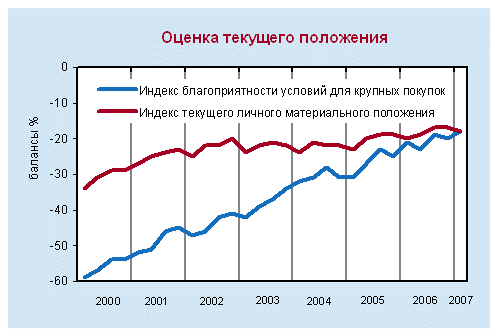 Оценка текущего положения
0
-10
-20
-30
-40
-50
-60
балансы %
Индекс благоприятности условий для крупных покупок
Индекс текущего личного материального положения
2000 2001 2002 2003 2004 2005 2006 2007